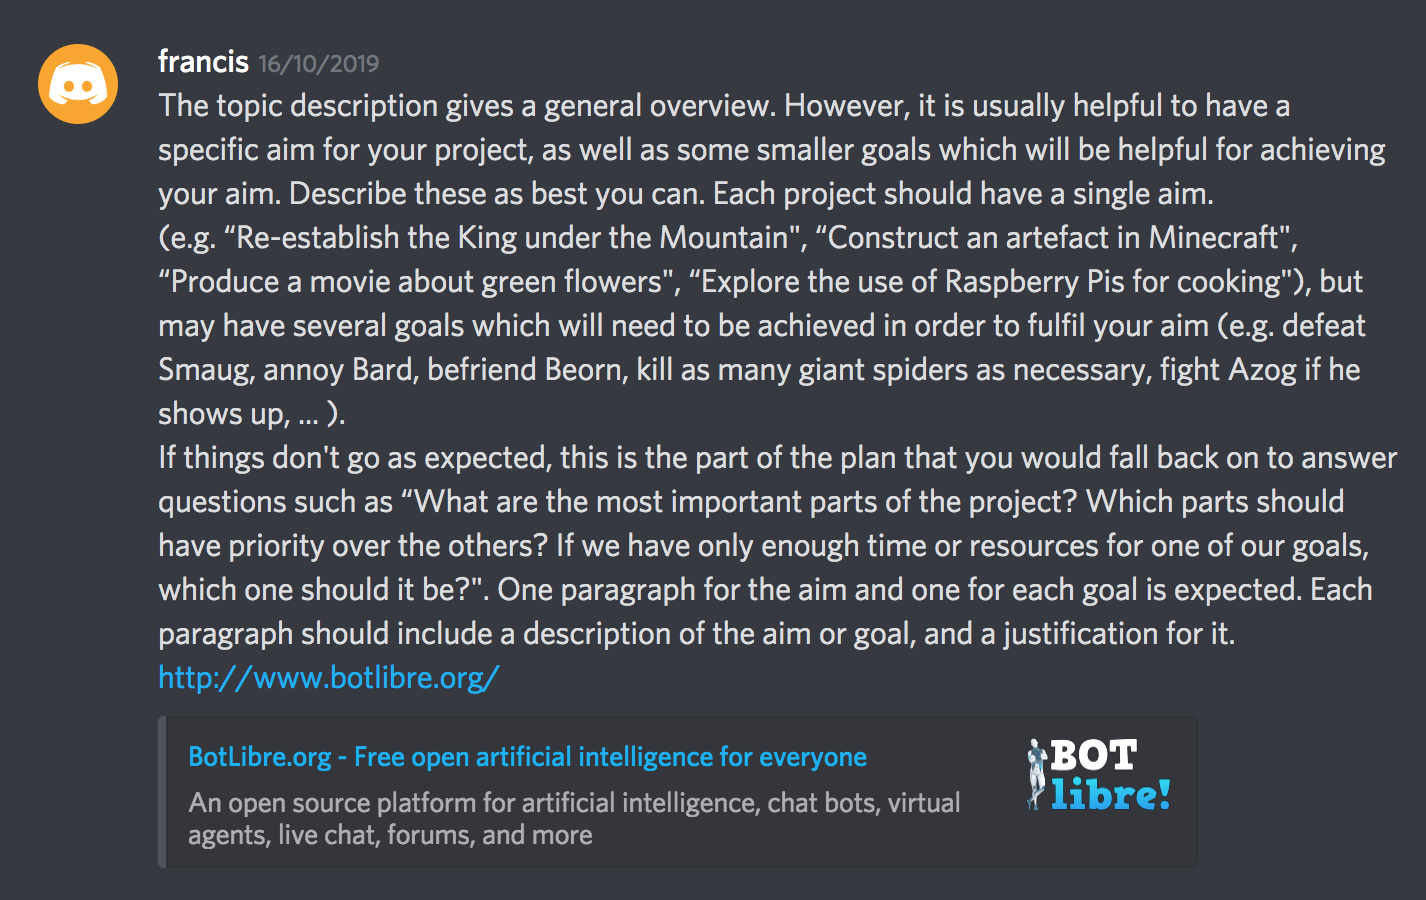 francis 16/10/2019
The topic description gives a general overview. However, it is usually helpful to have a
specific aim for your project, as well as some smaller goals which will be helpful for achieving
your aim. Describe these as best you can. Each project should have a single aim.
(e.g. “Re-establish the King under the Mountain", “Construct an artefact in Minecraft",
“Produce a movie about green flowers", “Explore the use of Raspberry Pis for cooking"), but
may have several goals which will need to be achieved in order to fulfil your aim (e.g. defeat
Smaug, annoy Bard, befriend Beorn, kill as many giant spiders as necessary, fight Azog if he
shows up, ... ).
If things don't go as expected, this is the part of the plan that you would fall back on to answer
questions such as “What are the most important parts of the project? Which parts should
have priority over the others? If we have only enough time or resources for one of our goals,
which one should it be?". One paragraph for the aim and one for each goal is expected. Each
paragraph should include a description of the aim or goal, and a justification for it.
http://www.botlibre.org/
BotLibre.org - Free open artificial intelligence for everyone
An open source platform for artificial intelligence, chat bots, virtual
agents, live chat, forums, and more
BOT
libre!